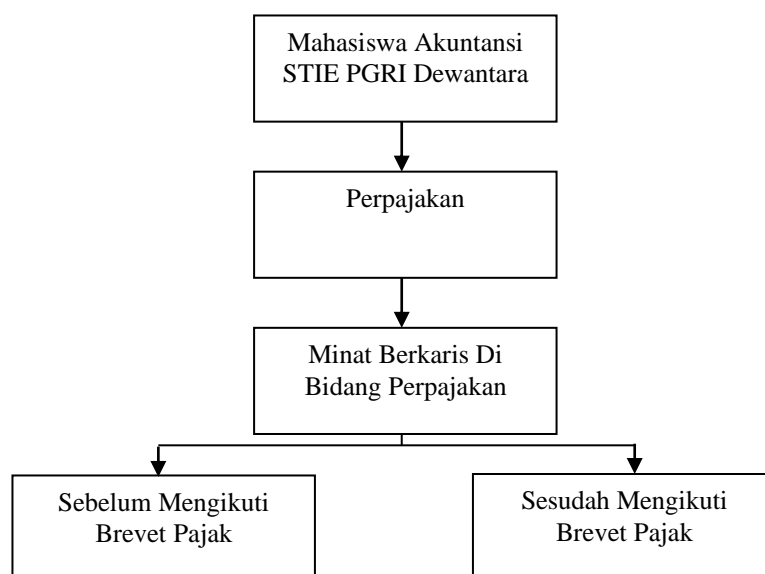 Mahasiswa Akuntansi
STIE PGRI Dewantara
Perpajakan
Minat Berkaris Di
Bidang Perpajakan
Sebelum Mengikuti
Brevet Pajak
Sesudah Mengikuti
Brevet Pajak